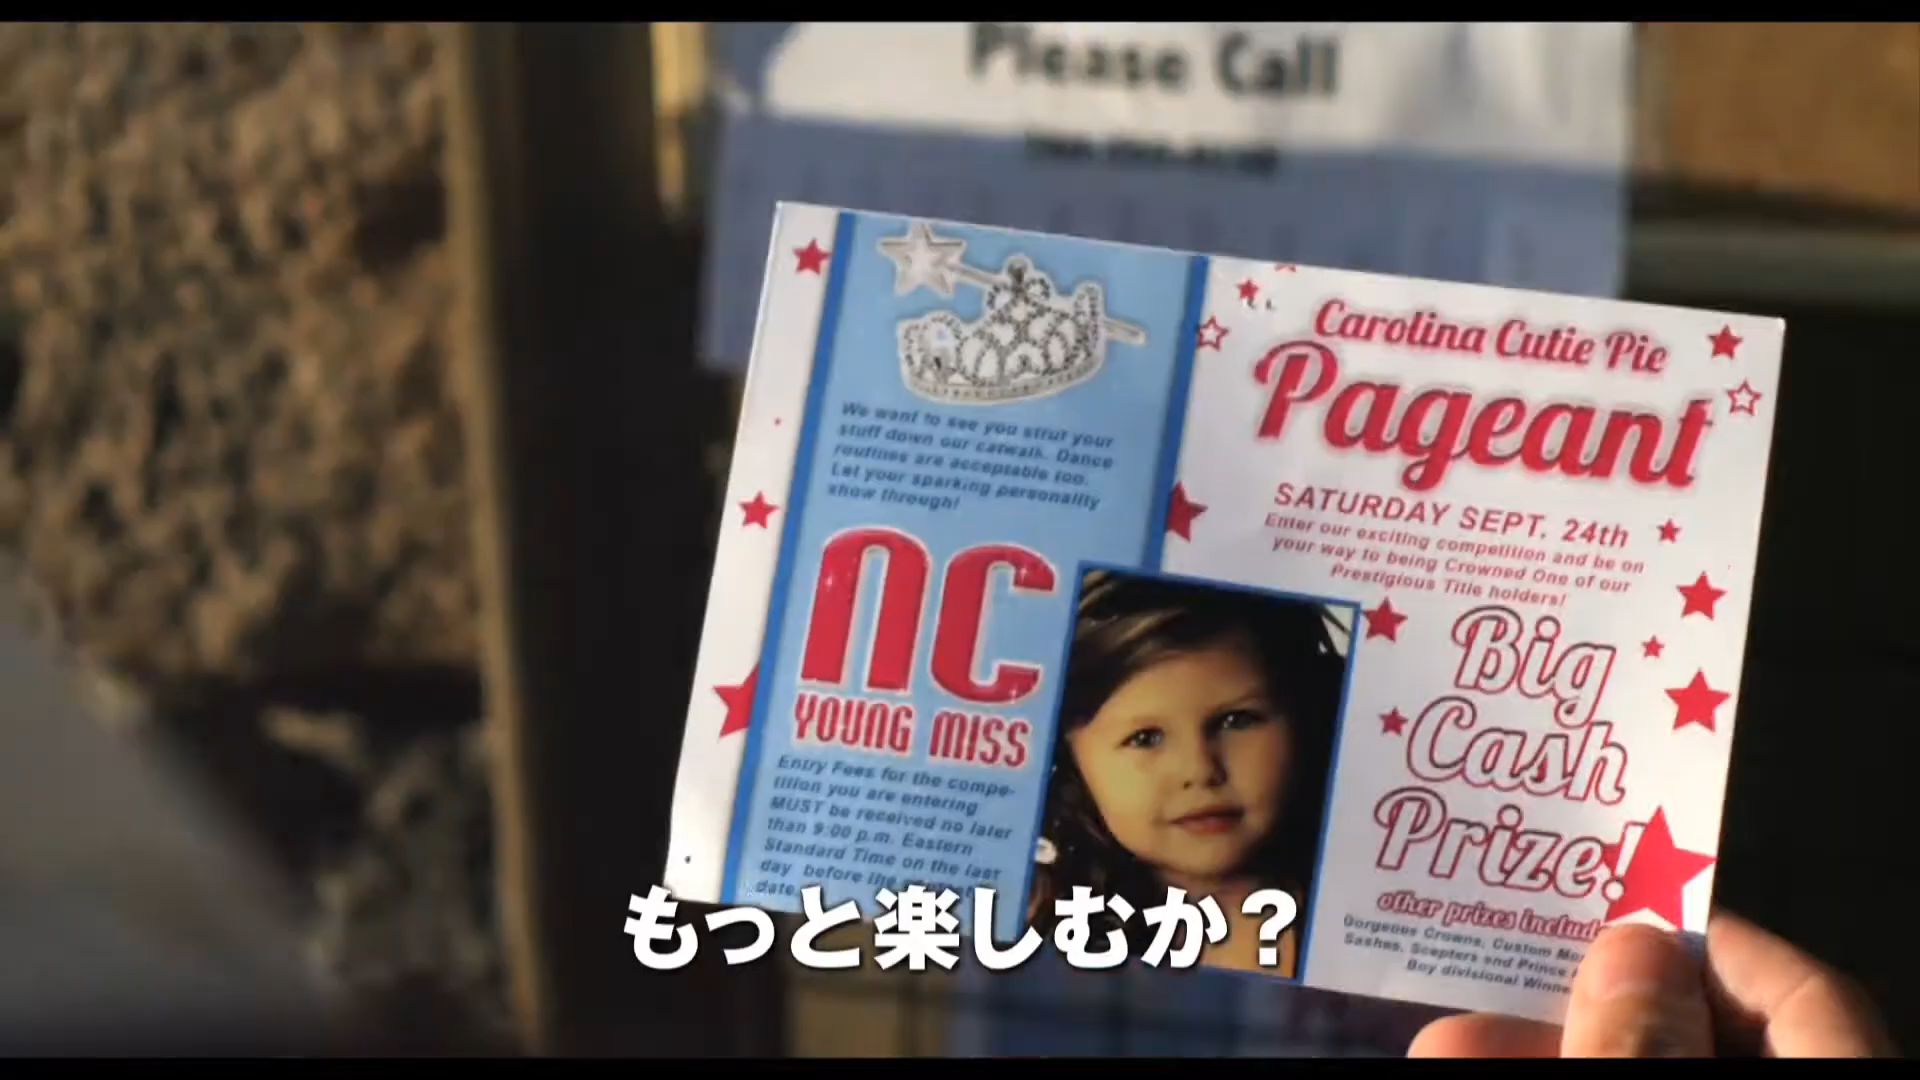 Please Call
Carolina Cutie Pie
Pageant
SATURDAY SEPT. 24th
Enter our exciting competition and be on
your way to being Crowned One of our
Prestigious Title holders!
Big
Cash
Prize!
other prizes includ
Gorgeous Crowns, Custom
Sashes, Scepters and Prince
Boy divisional Winne
We want to see you strut your
stuff down our catwalk. Dance
routines are acceptable too.
Let your sparking personality
show through!
NC
YOUNG MISS
Entry Fees for the compe-
tition you are entering
MUST be received no later
than 9:00 p.m. Eastern
Standard Time on the last
day before the
date
もっと楽しむか？